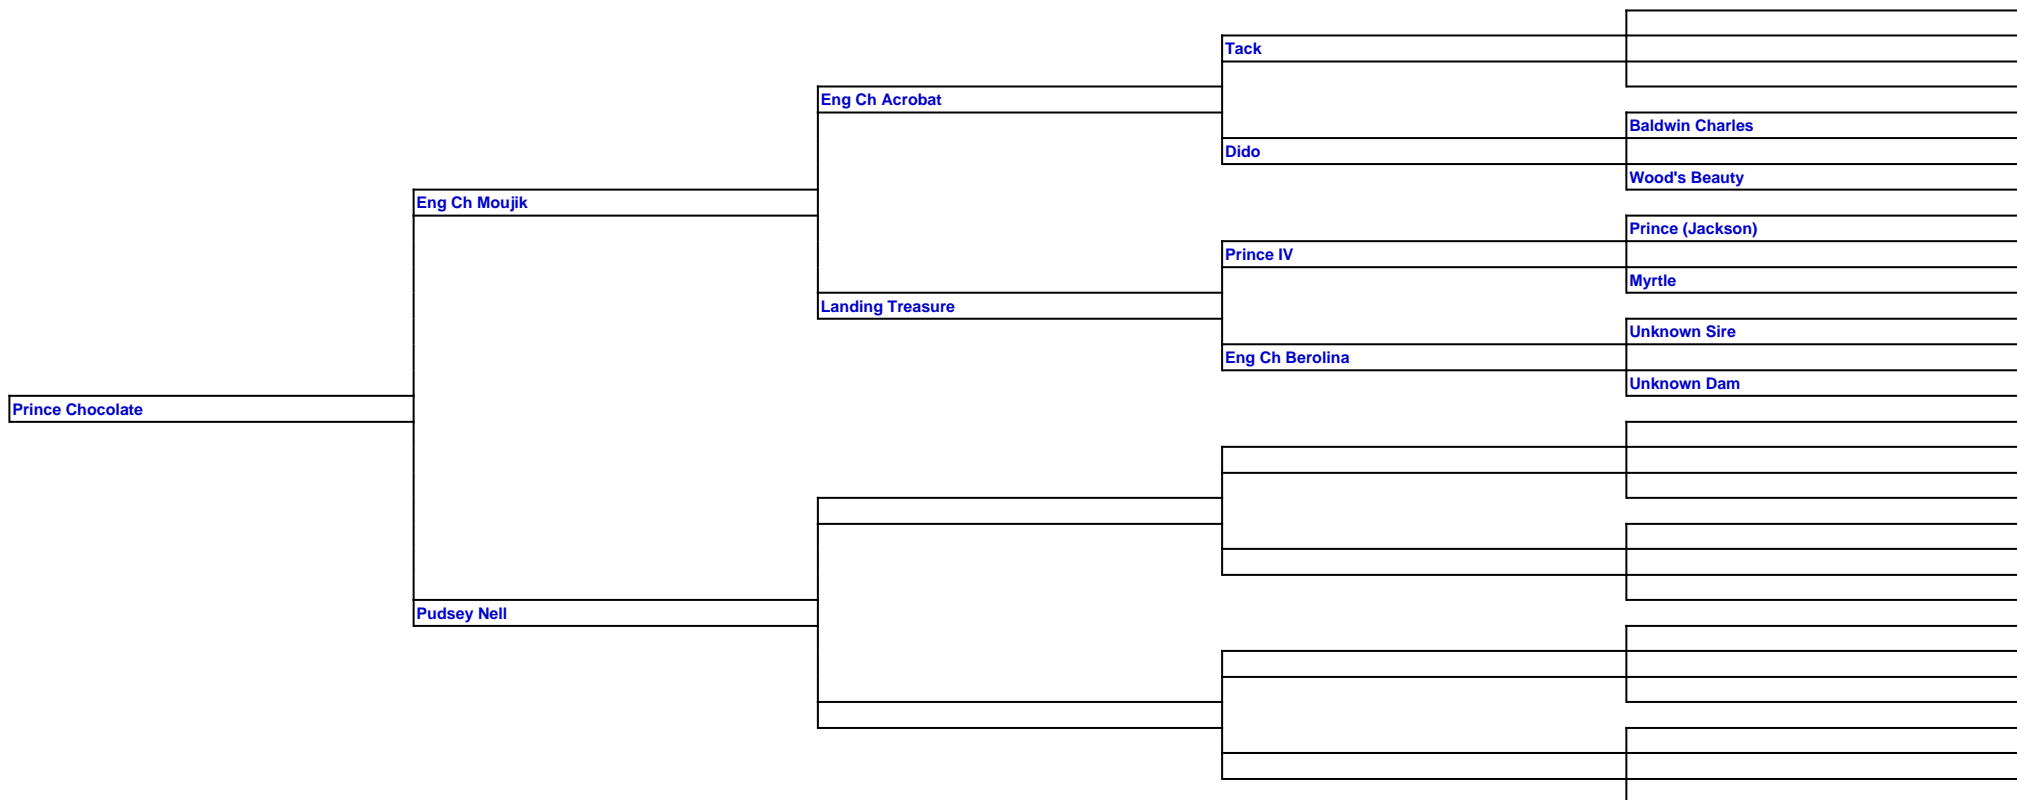 Tack
Eng Ch Acrobat
Baldwin Charles
Dido
Wood's Beauty
Eng Ch Moujik
Prince (Jackson)
Prince IV
Myrtle
Landing Treasure
Unknown Sire
Eng Ch Berolina
Unknown Dam
Prince Chocolate
Pudsey Nell